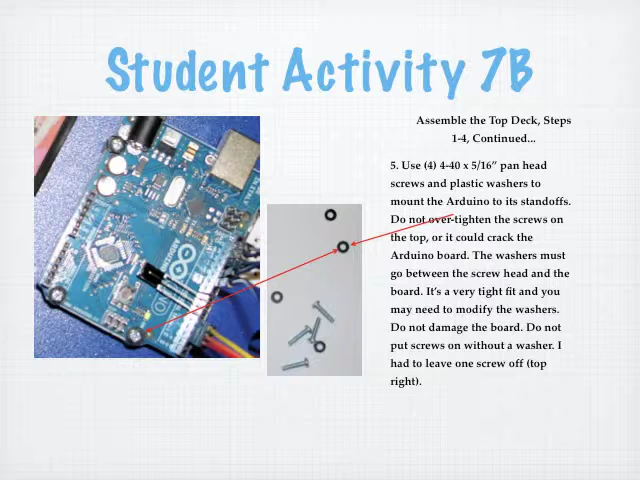 Student Activity 7B
Assemble the Top Deck, Steps
1-4, Continued...
5. Use (4) 4-40 x 5/16” pan head
screws and plastic washers to
mount the Arduino to its standoffs.
Do not over-tighten the screws on
the top, or it could crack the
Arduino board. The washers must
go between the screw head and the
board. It’s a very tight fit and you
may need to modify the washers.
Do not damage the board. Do not
put screws on without a washer. I
had to leave one screw off (top
right).